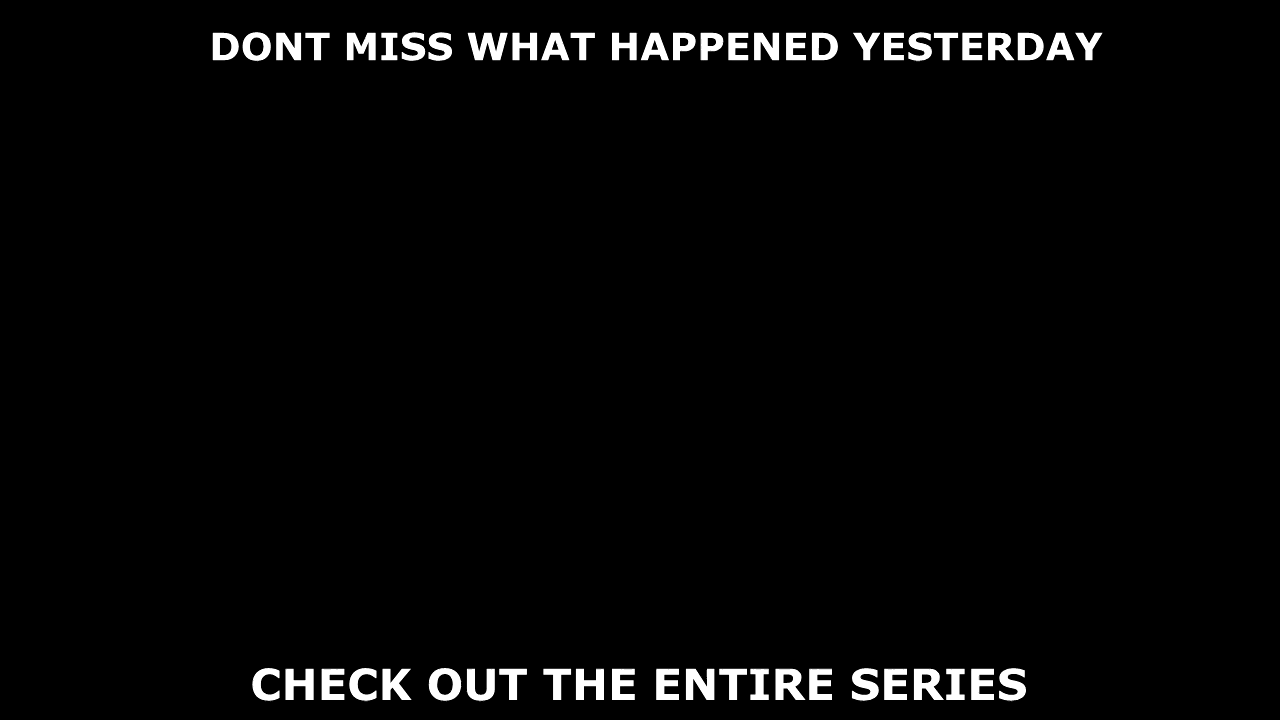 DONT MISS WHAT HAPPENED YESTERDAY
CHECK OUT THE ENTIRE SERIES